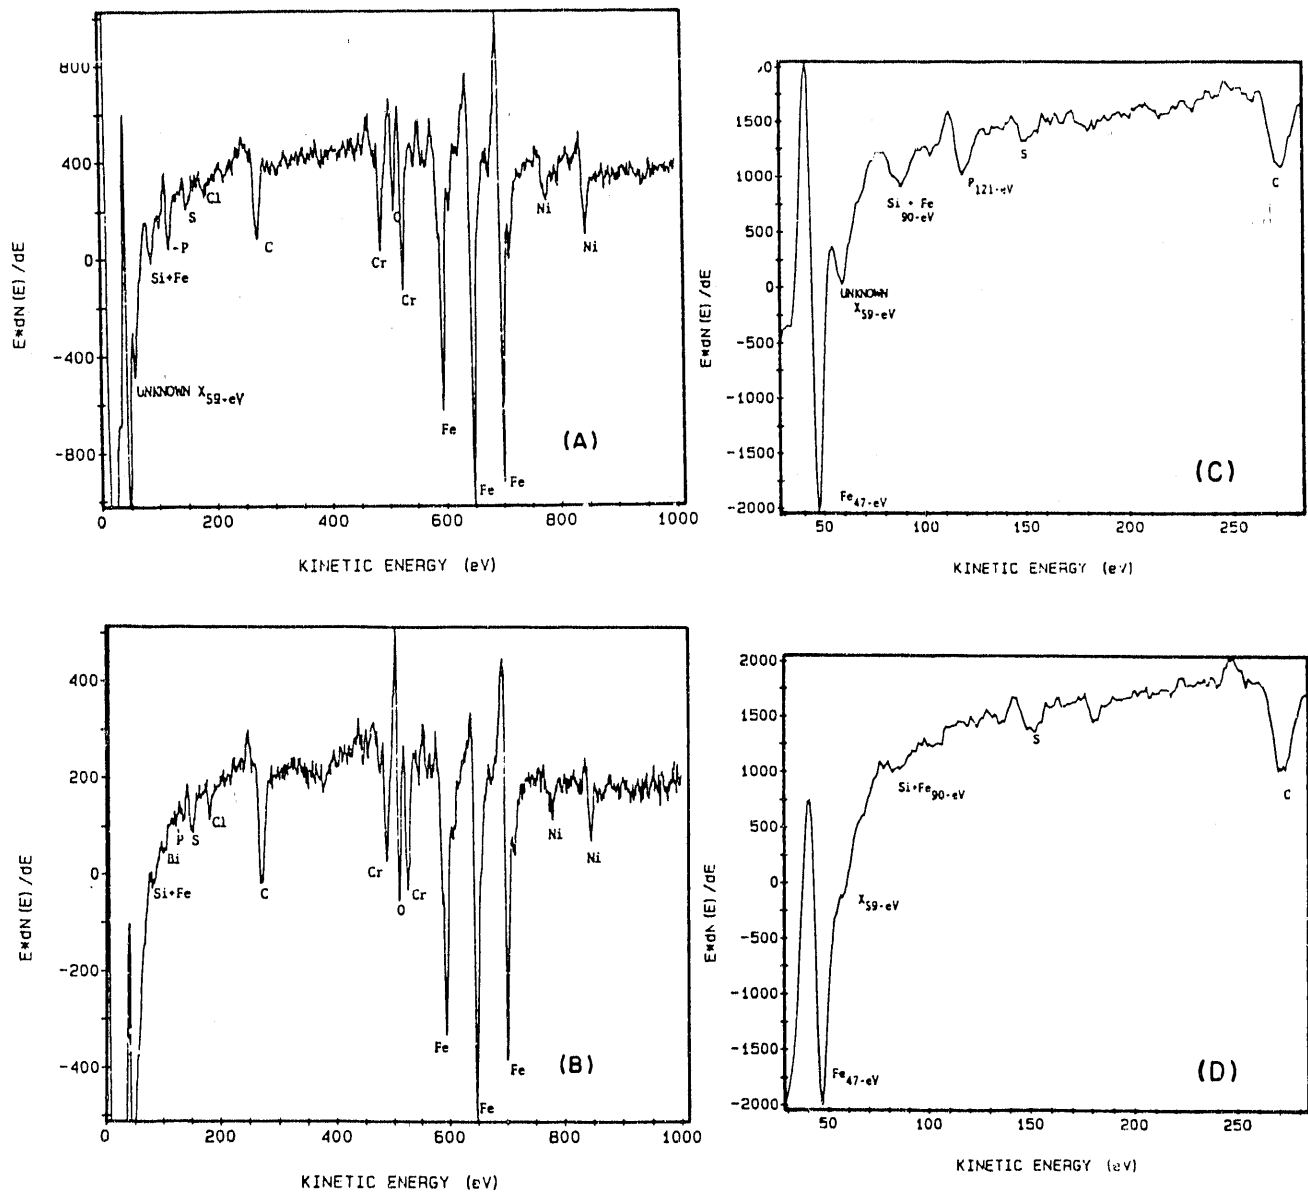 800
400
0
-400
-800
E*dN(E)/dE
Si+Fe
-P
S
Cl
C
Cr
O
Cr
Fe
Fe
Fe
Ni
Ni
UNKNOWN X59-eV
(A)
0 200 400 600 800 1000
KINETIC ENERGY (eV)
1500
1000
500
0
-500
-1000
-1500
-2000
E*dN(E)/dE
Fe47-eV
UNKNOWN
X59-eV
Si + Fe
90-eV
P121-eV
S
C
(C)
50 100 150 200 250
KINETIC ENERGY (eV)
400
200
0
-200
-400
E*dN(E)/dE
Si+Fe
P
S
Cl
C
Cr
O
Cr
Fe
Fe
Fe
Ni
Ni
(B)
0 200 400 600 800 1000
KINETIC ENERGY (eV)
2000
1500
1000
500
0
-500
-1000
-1500
-2000
E*dN(E)/dE
Fe47-eV
X59-eV
Si+Fe90-eV
S
C
(D)
50 100 150 200 250
KINETIC ENERGY (eV)